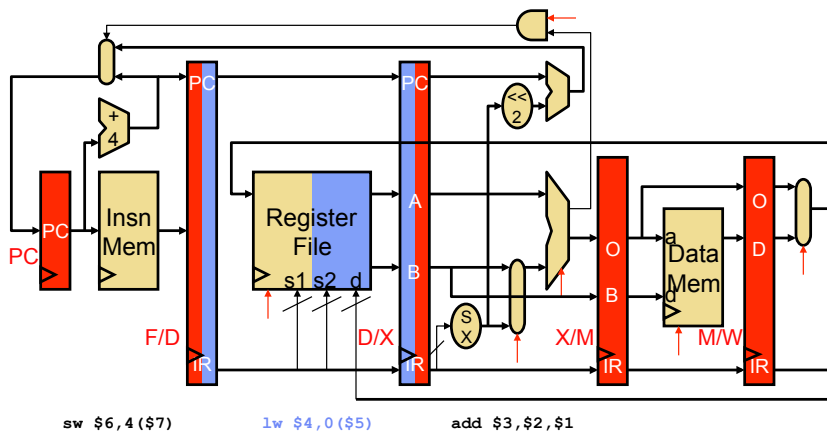 PC
PC
<<
2
+
4
PC
Insn
Mem
PC
Register
File
s1 s2 d
A
B
S
X
O
B
a
Data
Mem
d
O
D
F/D
D/X
X/M
M/W
IR
IR
IR
IR
sw $6,4($7)
lw $4,0($5)
add $3,$2,$1